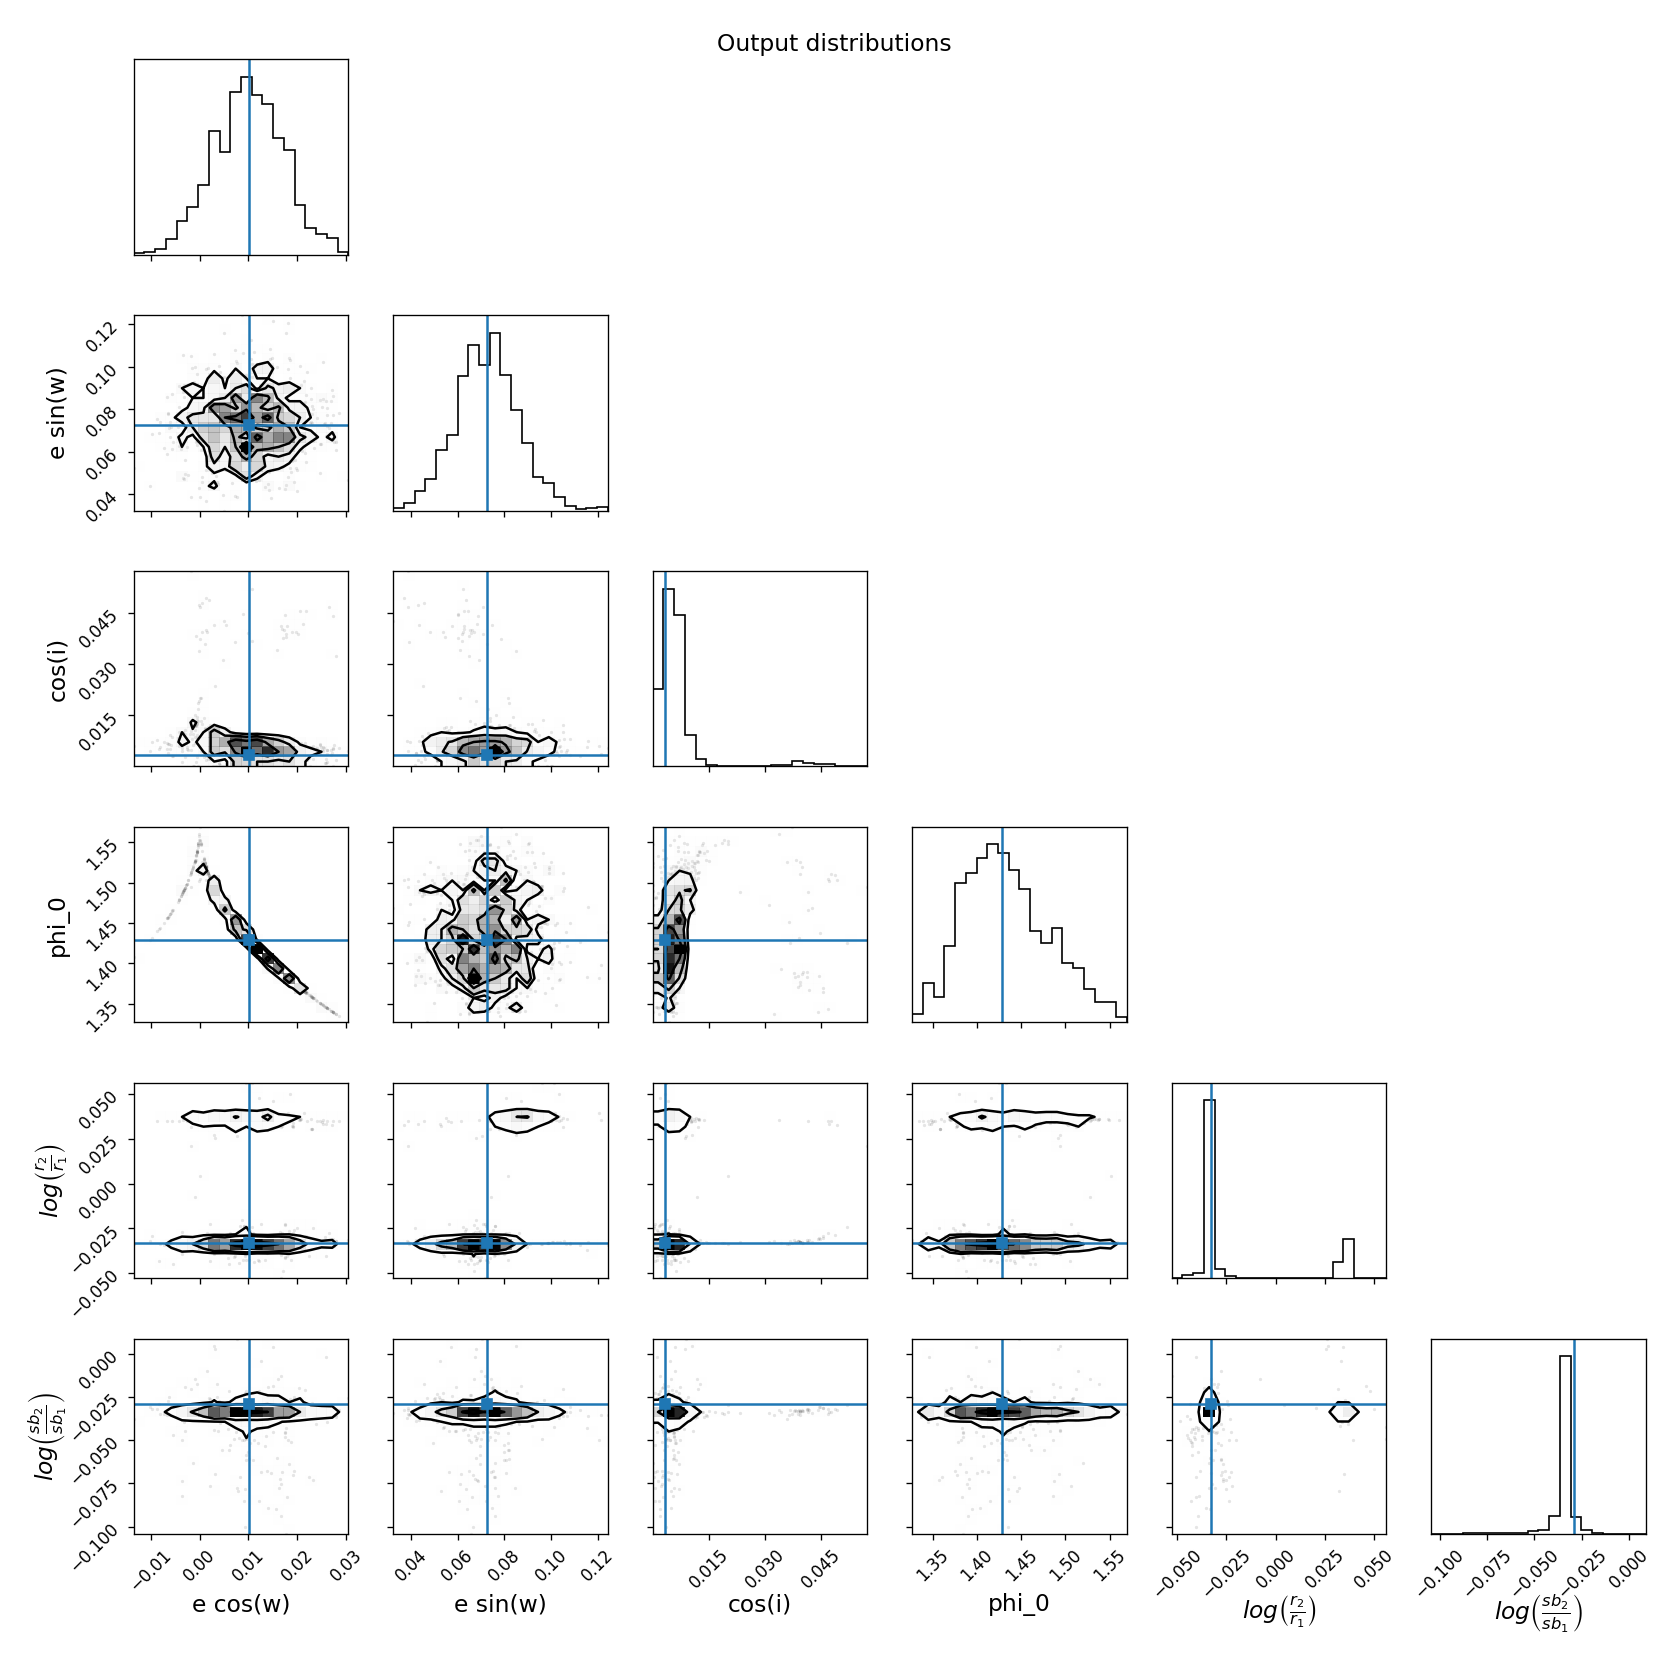 Output distributions
0.12
0.10
0.08
0.06
0.04
e sin(w)
0.045
0.030
0.015
cos(i)
1.55
1.50
1.45
1.40
1.35
phi_0
0.050
0.025
0.000
−0.025
−0.050
log(r₂/r₁)
0.000
−0.025
−0.050
−0.075
−0.100
log(sb₂/sb₁)
−0.01 0.00 0.01 0.02 0.03
e cos(w)
0.04 0.06 0.08 0.10 0.12
e sin(w)
0.015 0.030 0.045
cos(i)
1.35 1.40 1.45 1.50 1.55
phi_0
−0.050 −0.025 0.000 0.025 0.050
log(r₂/r₁)
−0.100 −0.075 −0.050 −0.025 0.000
log(sb₂/sb₁)